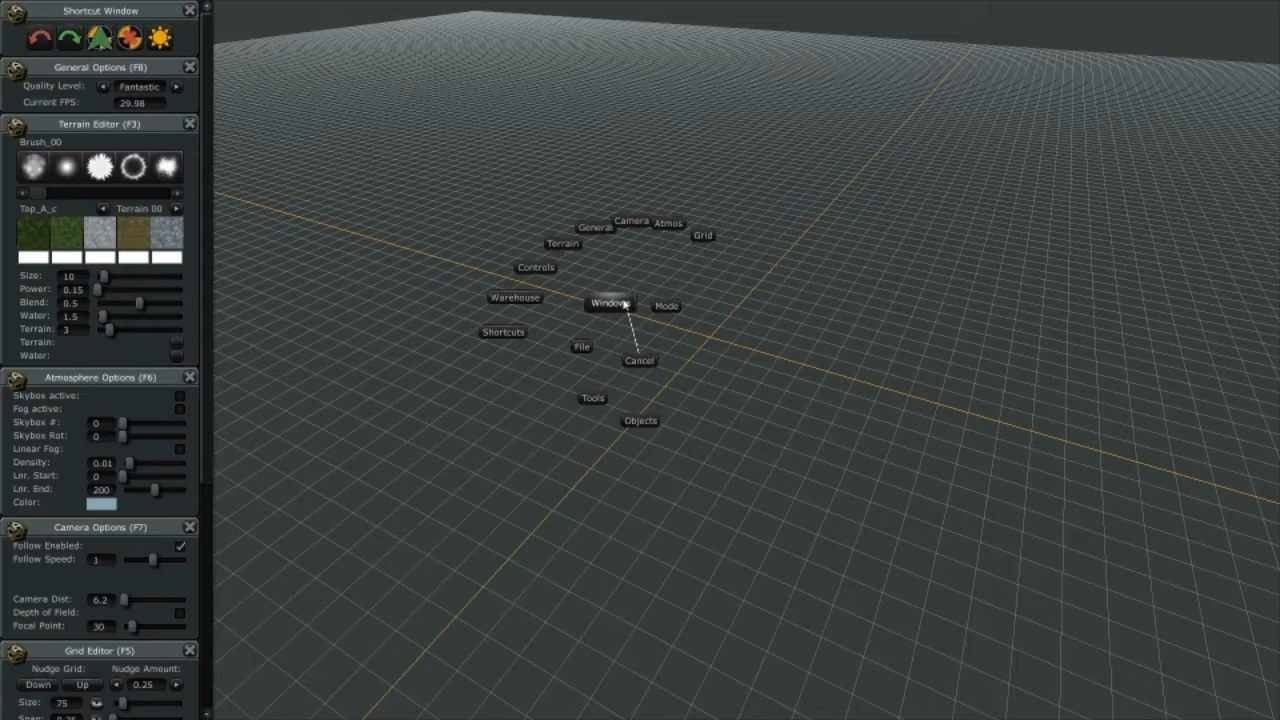 Shortcut Window
General Options (F8)
Quality Level: Fantastic
Current FPS: 29.98
Terrain Editor (F3)
Brush_00
Top_A_c Terrain 00
Size: 10
Power: 0.15
Blend: 0.5
Water: 1.5
Terrain: 3
Terrain:
Water:
Atmosphere Options (F6)
Skybox active:
Fog active:
Skybox #: 0
Skybox Rot: 0
Linear Fog:
Density: 0.01
Lnr. Start: 0
Lnr. End: 200
Color:
Camera Options (F7)
Follow Enabled:
Follow Speed: 1
Camera Dist: 6.2
Depth of Field:
Focal Point: 30
Grid Editor (F5)
Nudge Grid: Nudge Amount:
Down Up 0.25
Size: 75
Snap: 0.25
Camera
Atmos
General
Grid
Terrain
Controls
Warehouse
Window
Mode
Shortcuts
File
Cancel
Tools
Objects